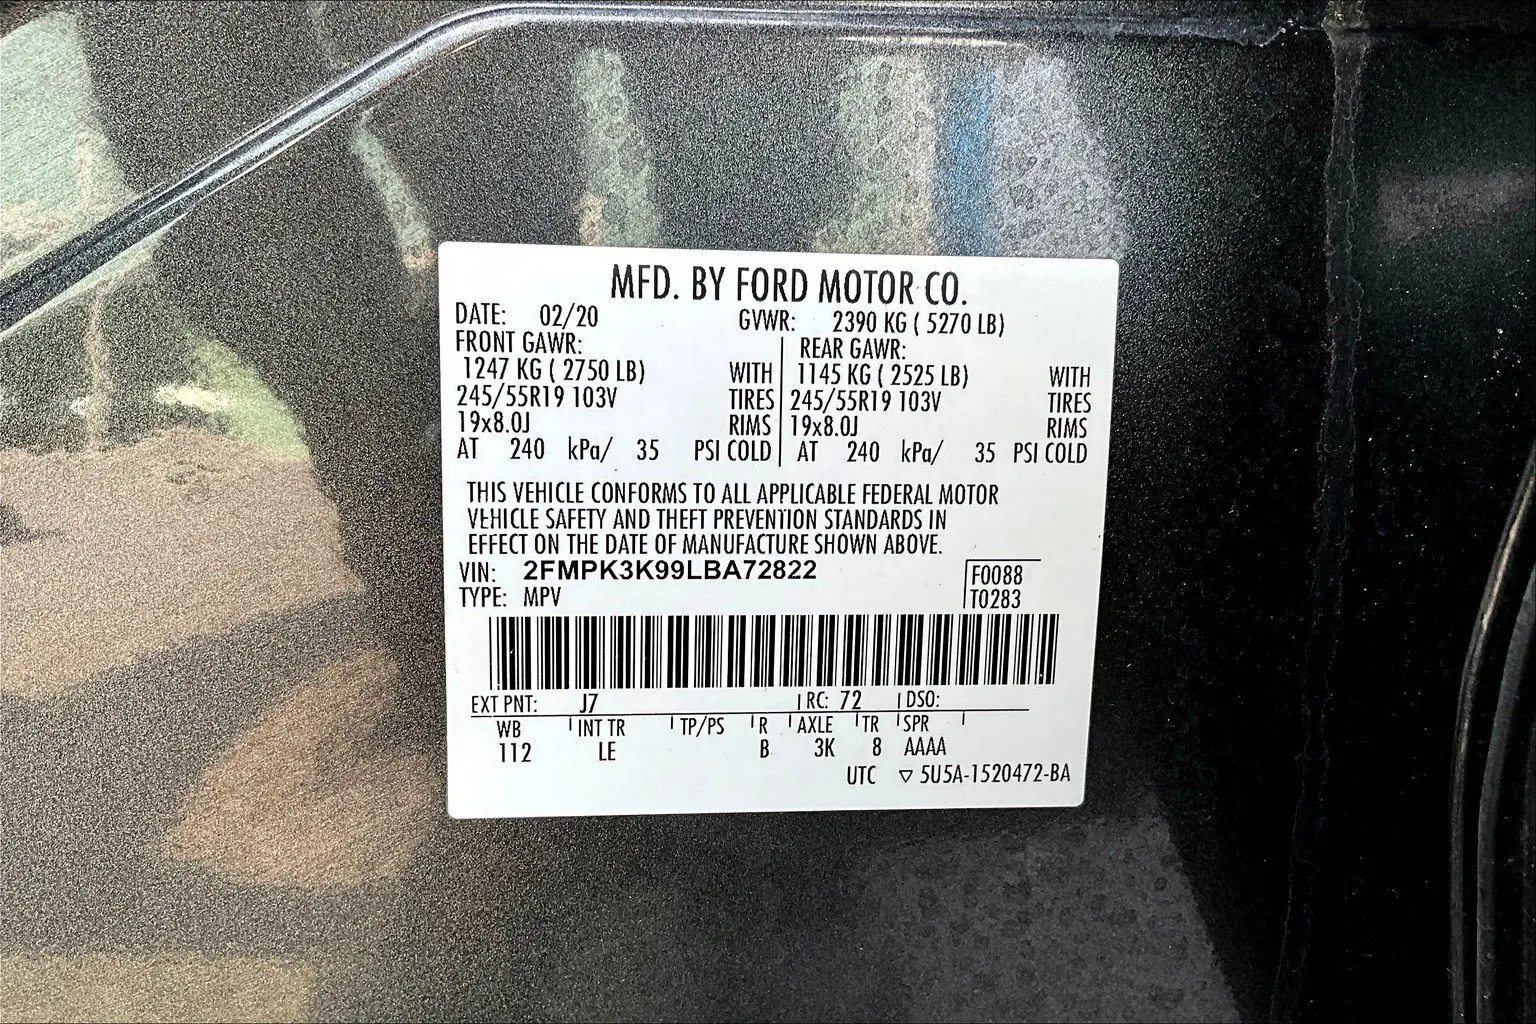 MFD. BY FORD MOTOR CO.
DATE: 02/20 GVWR: 2390 KG ( 5270 LB)
FRONT GAWR: REAR GAWR:
1247 KG ( 2750 LB) WITH 1145 KG ( 2525 LB) WITH
245/55R19 103V TIRES 245/55R19 103V TIRES
19x8.0J RIMS 19x8.0J RIMS
AT 240 kPa/ 35 PSI COLD AT 240 kPa/ 35 PSI COLD
THIS VEHICLE CONFORMS TO ALL APPLICABLE FEDERAL MOTOR
VEHICLE SAFETY AND THEFT PREVENTION STANDARDS IN
EFFECT ON THE DATE OF MANUFACTURE SHOWN ABOVE.
VIN: 2FMPK3K99LBA72822 F0088
TYPE: MPV T0283
EXT PNT: J7 RC: 72 DSO:
WB INT TR TP/PS R AXLE TR SPR
112 LE B 3K 8 AAAA
UTC ▽ 5U5A-1520472-BA